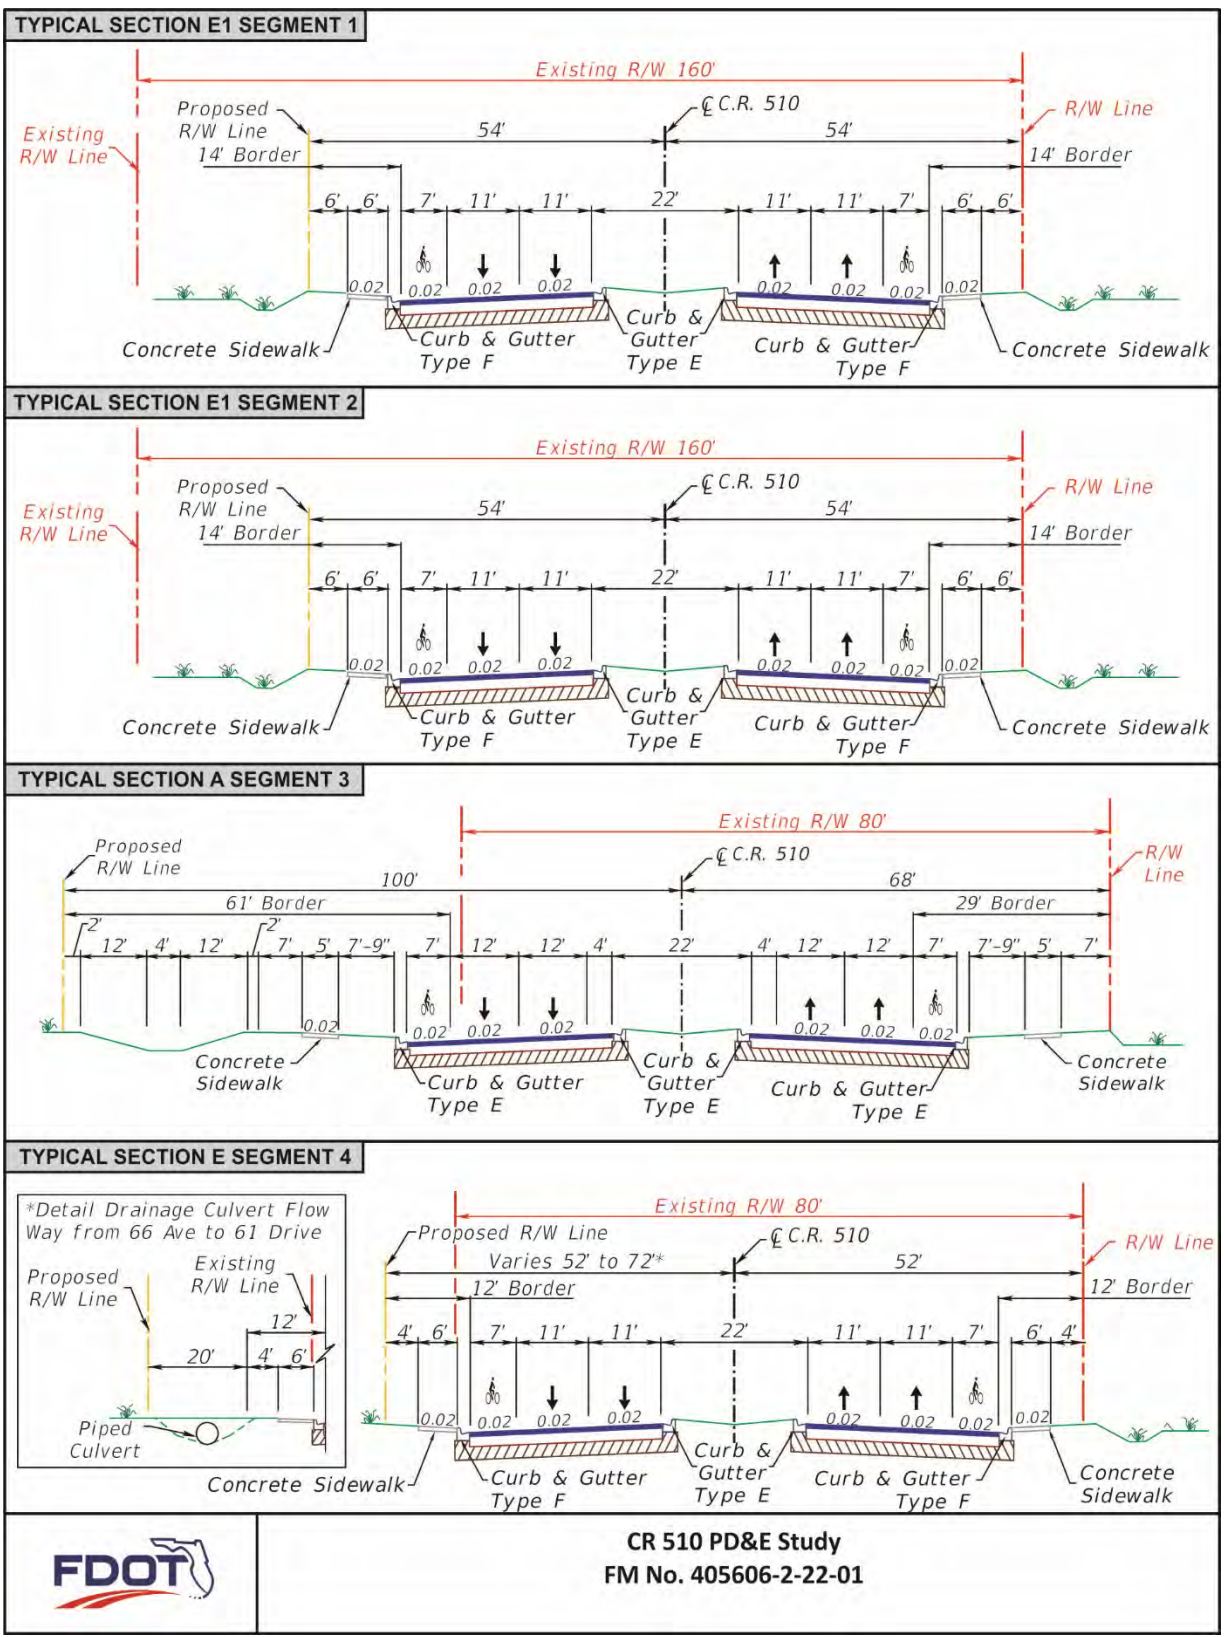 TYPICAL SECTION E1 SEGMENT 1
Existing R/W 160'
Proposed
R/W Line
℄ C.R. 510
R/W Line
Existing
R/W Line
54'
54'
14' Border
14' Border
6'
6'
7'
11'
11'
22'
11'
11'
7'
6'
6'
0.02
0.02
0.02
0.02
0.02
0.02
0.02
0.02
Concrete Sidewalk
Curb & Gutter
Type F
Curb &
Gutter
Type E
Curb & Gutter
Type F
Concrete Sidewalk
TYPICAL SECTION E1 SEGMENT 2
Existing R/W 160'
Proposed
R/W Line
℄ C.R. 510
R/W Line
Existing
R/W Line
54'
54'
14' Border
14' Border
6'
6'
7'
11'
11'
22'
11'
11'
7'
6'
6'
0.02
0.02
0.02
0.02
0.02
0.02
0.02
0.02
Concrete Sidewalk
Curb & Gutter
Type F
Curb &
Gutter
Type E
Curb & Gutter
Type F
Concrete Sidewalk
TYPICAL SECTION A SEGMENT 3
Existing R/W 80'
Proposed
R/W Line
℄ C.R. 510
R/W
Line
100'
68'
61' Border
29' Border
2'
12'
4'
12'
2'
7'
5'
7'-9"
7'
12'
12'
4'
22'
4'
12'
12'
7'
7'-9"
5'
7'
0.02
0.02
0.02
0.02
0.02
0.02
0.02
Concrete
Sidewalk
Curb & Gutter
Type E
Curb &
Gutter
Type E
Curb & Gutter
Type E
Concrete
Sidewalk
TYPICAL SECTION E SEGMENT 4
*Detail Drainage Culvert Flow
Way from 66 Ave to 61 Drive
Existing
R/W Line
Proposed
R/W Line
12'
20'
4'
6'
Piped
Culvert
Existing R/W 80'
Proposed R/W Line
℄ C.R. 510
R/W Line
Varies 52' to 72'*
52'
12' Border
12' Border
4'
6'
7'
11'
11'
22'
11'
11'
7'
6'
4'
0.02
0.02
0.02
0.02
0.02
0.02
0.02
0.02
Concrete Sidewalk
Curb & Gutter
Type F
Curb &
Gutter
Type E
Curb & Gutter
Type F
Concrete
Sidewalk
FDOT
CR 510 PD&E Study
FM No. 405606-2-22-01